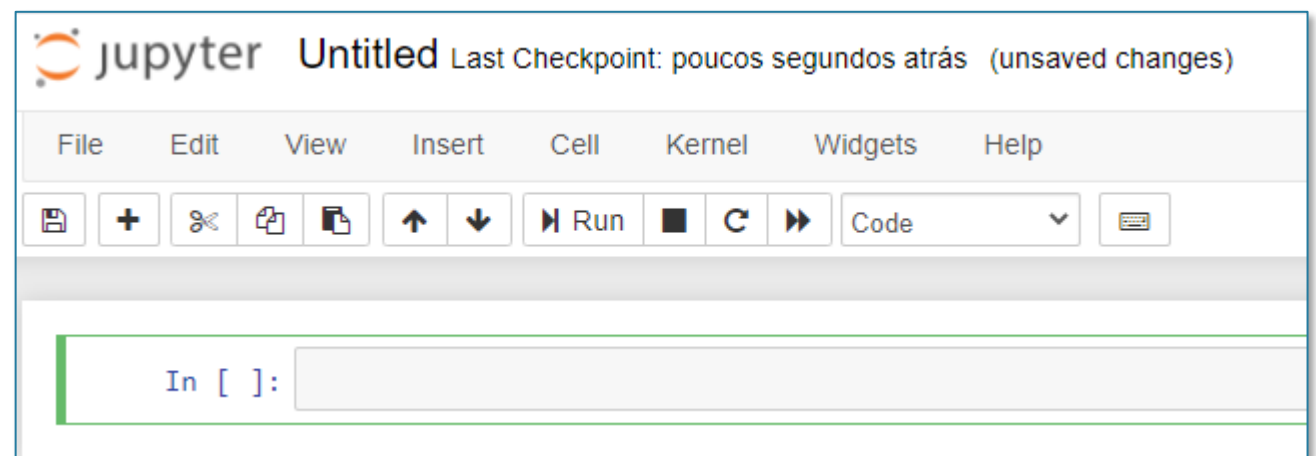 jupyter Untitled Last Checkpoint: poucos segundos atrás (unsaved changes)
File Edit View Insert Cell Kernel Widgets Help
Run Code
In [ ]: